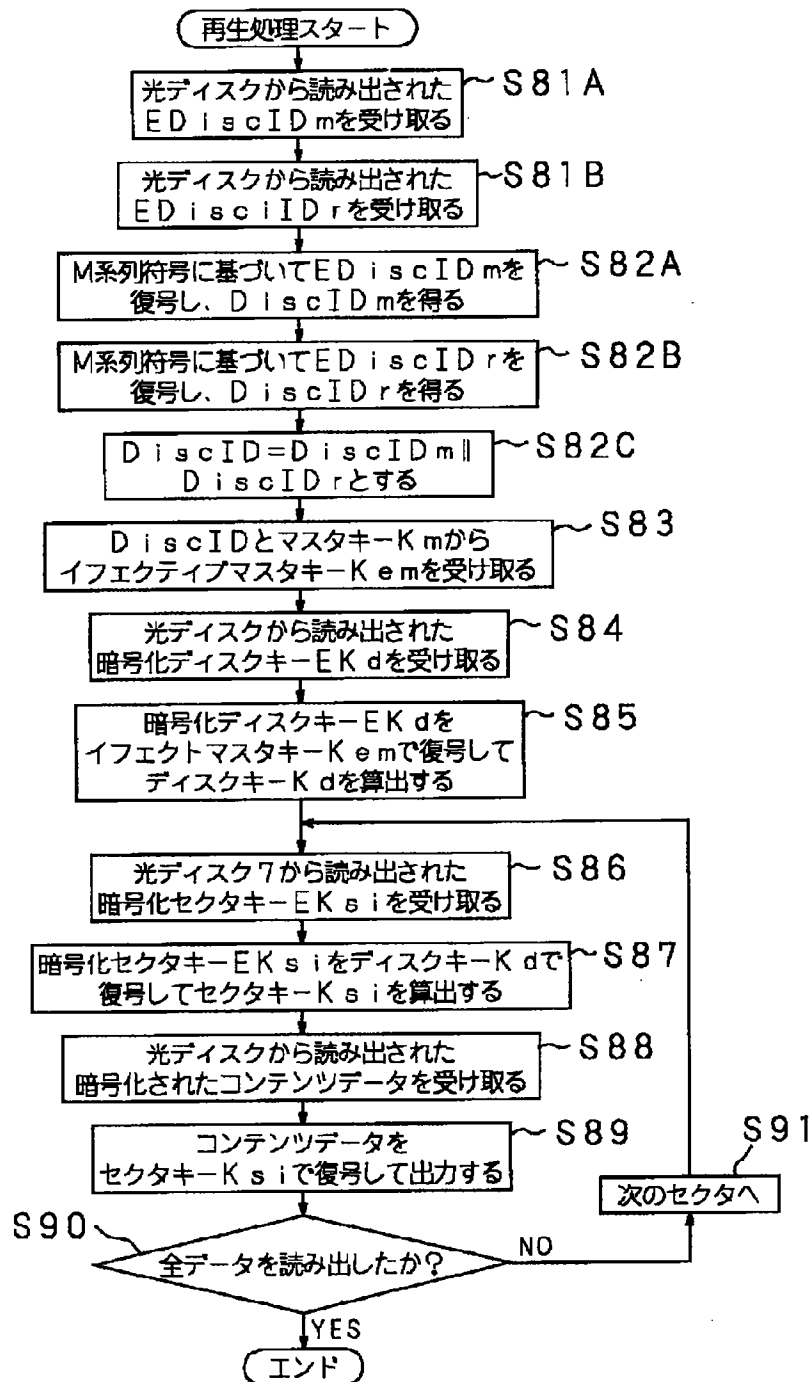 再生処理スタート
光ディスクから読み出された
EDiscIDmを受け取る
S81A
光ディスクから読み出された
EDisciIDrを受け取る
S81B
M系列符号に基づいてEDiscIDmを
復号し、DiscIDmを得る
S82A
M系列符号に基づいてEDiscIDrを
復号し、DiscIDrを得る
S82B
DiscID=DiscIDm∥
DiscIDrとする
S82C
DiscIDとマスタキーKmから
イフェクティブマスタキーKemを受け取る
S83
光ディスクから読み出された
暗号化ディスクキーEKdを受け取る
S84
暗号化ディスクキーEKdを
イフェクトマスタキーKemで復号して
ディスクキーKdを算出する
S85
光ディスク7から読み出された
暗号化セクタキーEKsiを受け取る
S86
暗号化セクタキーEKsiをディスクキーKdで
復号してセクタキーKsiを算出する
S87
光ディスクから読み出された
暗号化されたコンテンツデータを受け取る
S88
コンテンツデータを
セクタキーKsiで復号して出力する
S89
S91
次のセクタへ
S90
全データを読み出したか?
NO
YES
エンド